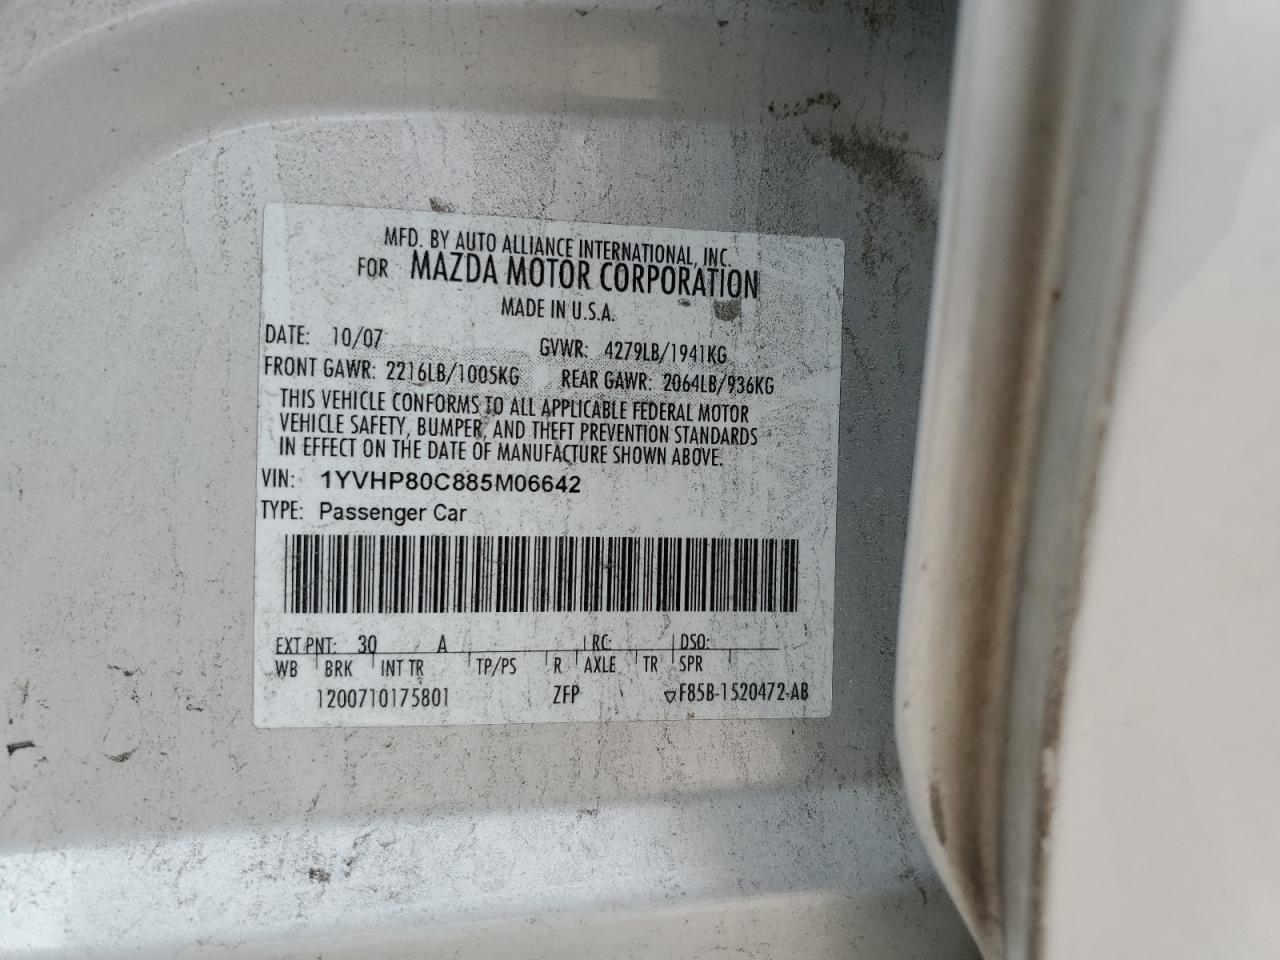 MFD. BY AUTO ALLIANCE INTERNATIONAL, INC.
FOR MAZDA MOTOR CORPORATION
MADE IN U.S.A.
DATE: 10/07 GVWR: 4279LB/1941KG
FRONT GAWR: 2216LB/1005KG REAR GAWR: 2064LB/936KG
THIS VEHICLE CONFORMS TO ALL APPLICABLE FEDERAL MOTOR
VEHICLE SAFETY, BUMPER, AND THEFT PREVENTION STANDARDS
IN EFFECT ON THE DATE OF MANUFACTURE SHOWN ABOVE.
VIN: 1YVHP80C885M06642
TYPE: Passenger Car
EXT PNT: 30 A RC: DSO:
WB BRK INT TR TP/PS R AXLE TR SPR
1200710175801 ZFP F85B-1520472-AB